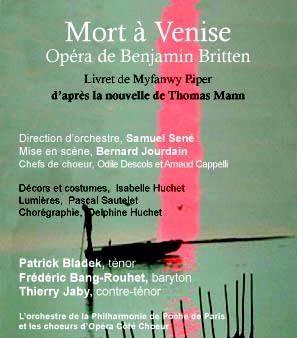 Mort à Venise
Opéra de Benjamin Britten
Livret de Myfanwy Piper
d'après la nouvelle de Thomas Mann
Direction d'orchestre, Samuel Sené
Mise en scène, Bernard Jourdain
Chefs de choeur, Odile Descols et Arnaud Cappelli
Décors et costumes, Isabelle Huchet
Lumières, Pascal Sautelet
Chorégraphie, Delphine Huchet
Patrick Bladek, ténor
Frédéric Bang-Rouhet, baryton
Thierry Jaby, contre-ténor
L'orchestre de la Philharmonie de Poche de Paris
et les choeurs d'Opéra Côté Choeur